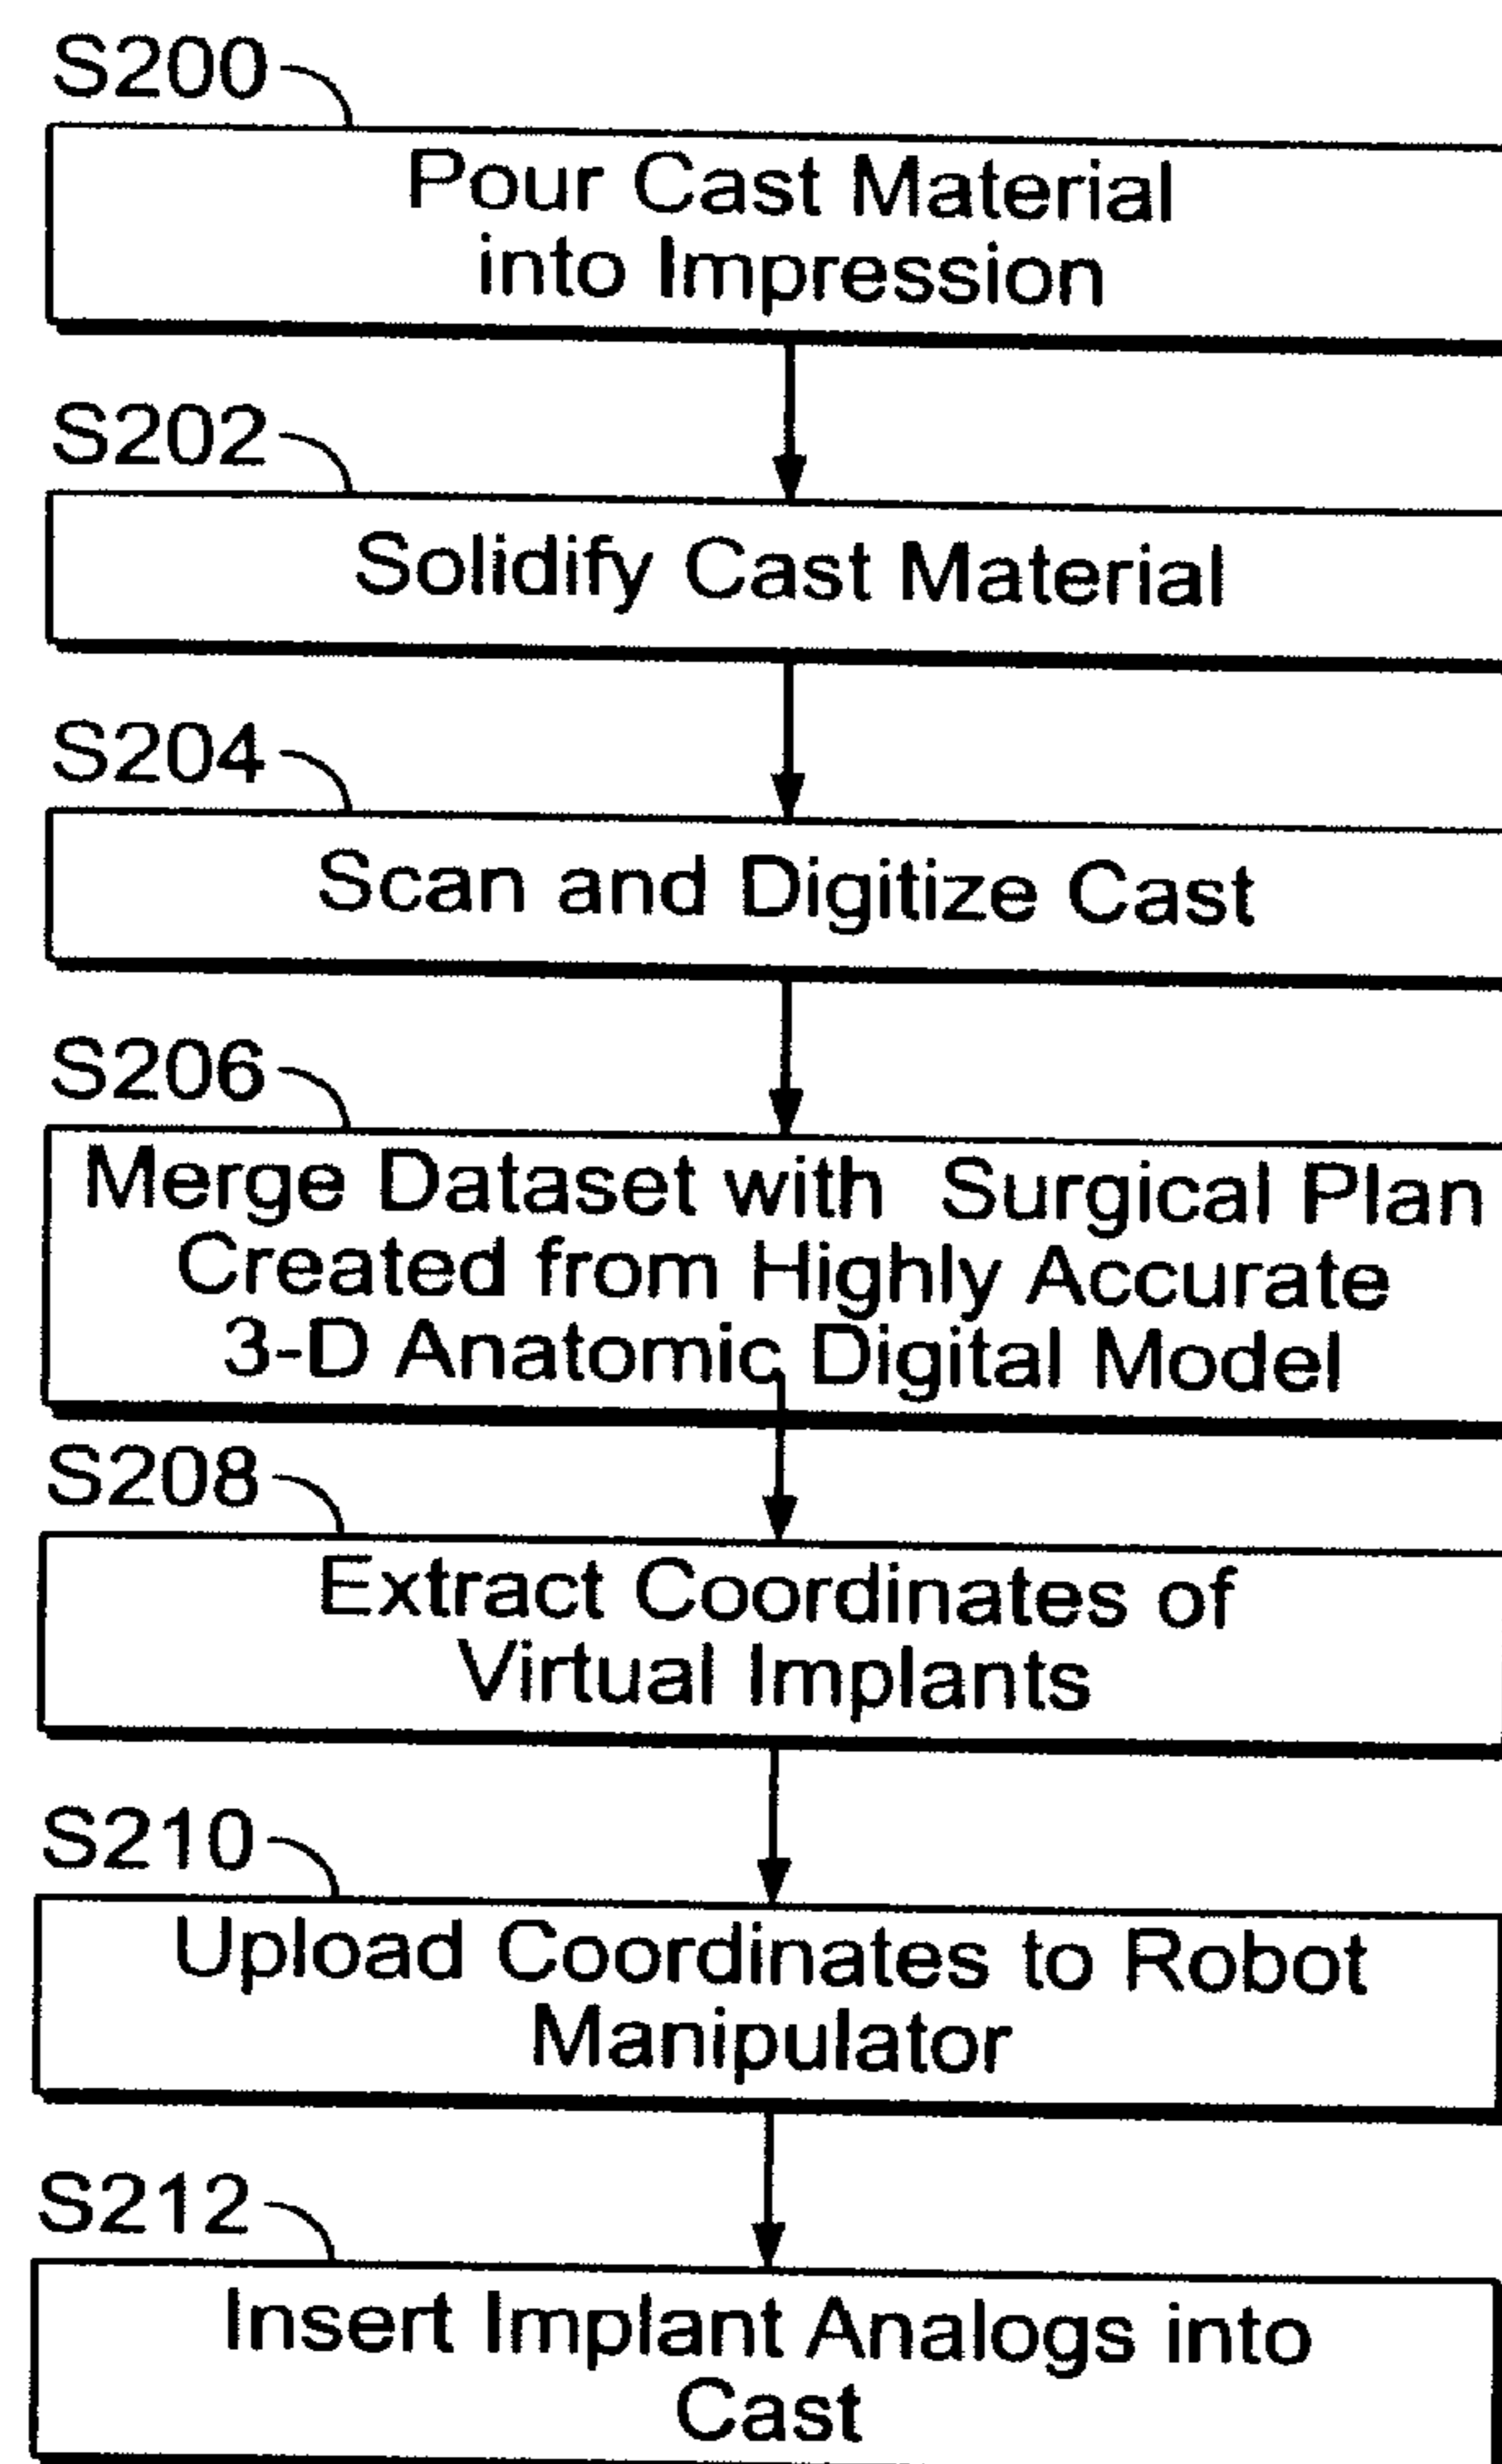 S200
Pour Cast Material
into Impression
S202
Solidify Cast Material
S204
Scan and Digitize Cast
S206
Merge Dataset with Surgical Plan
Created from Highly Accurate
3-D Anatomic Digital Model
S208
Extract Coordinates of
Virtual Implants
S210
Upload Coordinates to Robot
Manipulator
S212
Insert Implant Analogs into
Cast